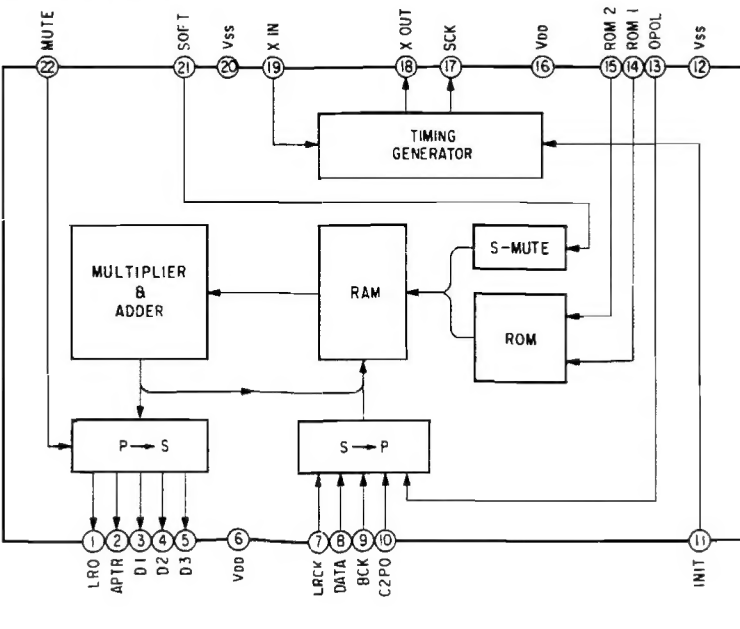 MUTE
SOFT
Vss
X IN
X OUT
SCK
VDD
ROM 2
ROM 1
OPOL
Vss
22
21
20
19
18
17
16
15
14
13
12
TIMING
GENERATOR
S-MUTE
MULTIPLIER
&
ADDER
RAM
ROM
P → S
S → P
1
2
3
4
5
6
7
8
9
10
11
LRO
APTR
D1
D2
D3
VDD
LRCK
DATA
BCK
C2PO
INIT